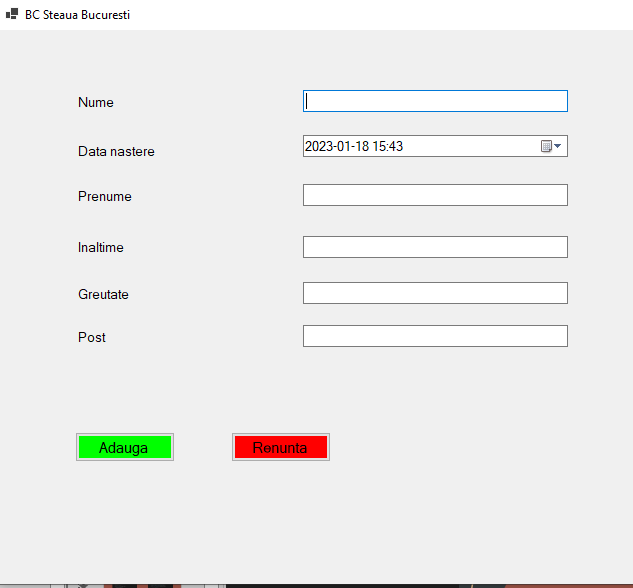 BC Steaua Bucuresti
Nume
Data nastere 2023-01-18 15:43
Prenume
Inaltime
Greutate
Post
Adauga Renunta